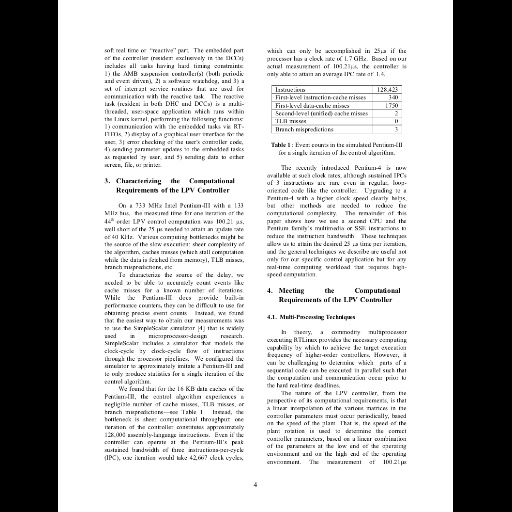 soft real time or "reactive" part. The embedded part
of the controller (resident exclusively in the DCCs)
includes all tasks having hard timing constraints:
1) the AMB suspension controller(s) (both periodic
and event driven), 2) a software watchdog, and 3) a
set of interrupt service routines that are used for
communication with the reactive task. The reactive
task (resident in both DHC and DCCs) is a multi-
threaded, user-space application which runs within
the Linux kernel, performing the following functions:
1) communication with the embedded tasks via RT-
FIFOs, 2) display of a graphical user interface for the
user, 3) error checking of the user's controller code,
4) sending parameter updates to the embedded tasks
as requested by user, and 5) sending data to either
screen, file, or printer.
3. Characterizing the Computational
Requirements of the LPV Controller
On a 733 MHz Intel Pentium-III with a 133
MHz bus, the measured time for one iteration of the
44th order LPV control computation was 100.21 μs,
well short of the 25 μs needed to attain an update rate
of 40 KHz. Various computing bottlenecks might be
the source of the slow execution: sheer complexity of
the algorithm, caches misses (which stall computation
while the data is fetched from memory), TLB misses,
branch mispredictions, etc.
To characterize the source of the delay, we
needed to be able to accurately count events like
cache misses for a known number of iterations.
While the Pentium-III does provide built-in
performance counters, they can be difficult to use for
obtaining precise event counts. Instead, we found
that the easiest way to obtain our measurements was
to use the SimpleScalar simulator [4] that is widely
used in microprocessor-design research.
SimpleScalar includes a simulator that models the
clock-cycle by clock-cycle flow of instructions
through the processor pipelines. We configured the
simulator to approximately imitate a Pentium-III and
to only produce statistics for a single iteration of the
control algorithm.
We found that for the 16 KB data caches of the
Pentium-III, the control algorithm experiences a
negligible number of cache misses, TLB misses, or
branch mispredictions—see Table 1. Instead, the
bottleneck is sheer computational throughput: one
iteration of the controller constitutes approximately
128,000 assembly-language instructions. Even if the
controller can operate at the Pentium-III's peak
sustained bandwidth of three instructions-per-cycle
(IPC), one iteration would take 42,667 clock cycles,
which can only be accomplished in 25μs if the
processor has a clock rate of 1.7 GHz. Based on our
actual measurement of 100.21μs, the controller is
only able to attain an average IPC rate of 1.4.
Instructions 128,423
First-level instruction-cache misses 340
First-level data-cache misses 1750
Second-level (unified) cache misses 2
TLB misses 0
Branch mispredictions 3
Table 1: Event counts in the simulated Pentium-III
for a single iteration of the control algorithm.
The recently introduced Pentium-4 is now
available at such clock rates, although sustained IPCs
of 3 instructions are rare even in regular, loop-
oriented code like the controller. Upgrading to a
Pentium-4 with a higher clock speed clearly helps,
but other methods are needed to reduce the
computational complexity. The remainder of this
paper shows how we use a second CPU and the
Pentium family's multimedia or SSE instructions to
reduce the instruction bandwidth. These techniques
allow us to attain the desired 25 μs time per iteration,
and the general techniques we describe are useful not
only for our specific control application but for any
real-time computing workload that requires high-
speed computation.
4. Meeting the Computational
Requirements of the LPV Controller
4.1. Multi-Processing Techniques
In theory, a commodity multiprocessor
executing RTLinux provides the necessary computing
capability by which to achieve the target execution
frequency of higher-order controllers. However, it
can be challenging to determine which parts of a
sequential code can be executed in parallel such that
the computation and communication occur prior to
the hard real-time deadlines.
The nature of the LPV controller, from the
perspective of its computational requirements, is that
a linear interpolation of the various matrices in the
controller parameters must occur periodically, based
on the speed of the plant. That is, the speed of the
plant rotation is used to determine the correct
controller parameters, based on a linear combination
of the parameters at the low end of the operating
environment and on the high end of the operating
environment. The measurement of 100.21μs
4